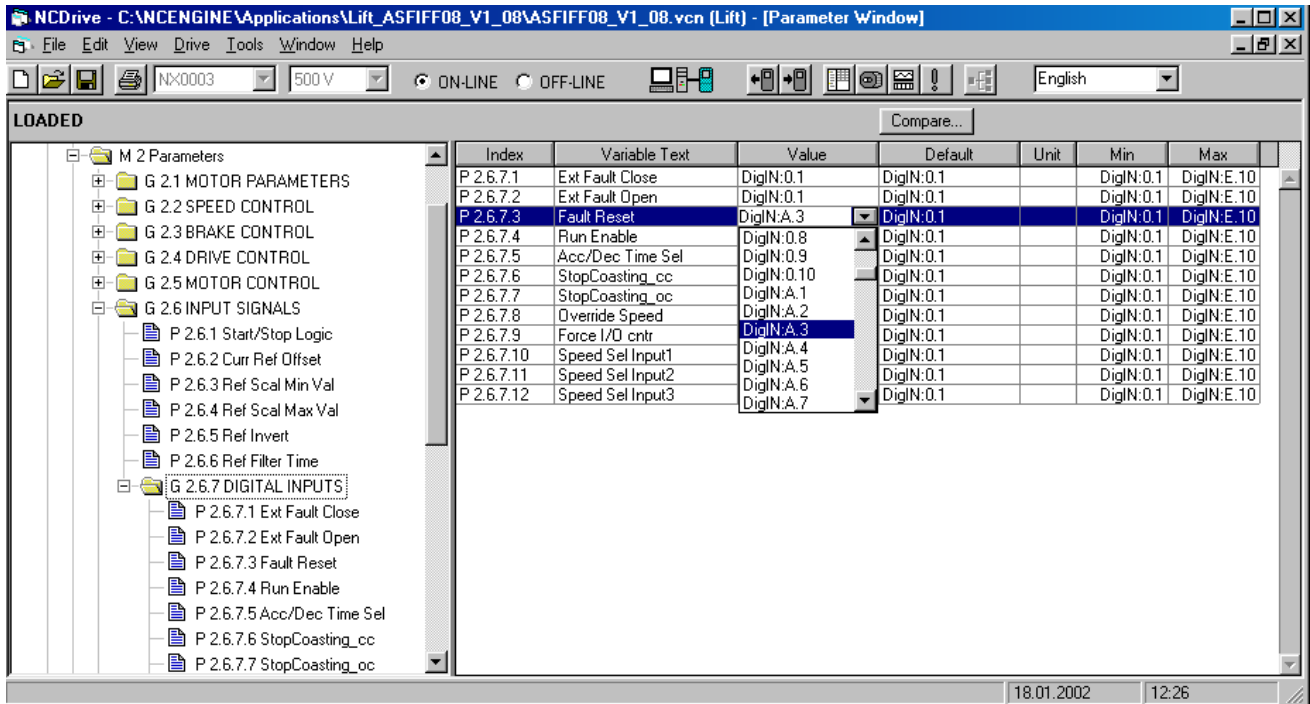 NCDrive - C:\NCENGINE\Applications\Lift_ASFIFF08_V1_08\ASFIFF08_V1_08.vcn (Lift) - [Parameter Window]
File Edit View Drive Tools Window Help
NX0003 500 V ON-LINE OFF-LINE English
LOADED Compare...
M 2 Parameters
G 2.1 MOTOR PARAMETERS
G 2.2 SPEED CONTROL
G 2.3 BRAKE CONTROL
G 2.4 DRIVE CONTROL
G 2.5 MOTOR CONTROL
G 2.6 INPUT SIGNALS
P 2.6.1 Start/Stop Logic
P 2.6.2 Curr Ref Offset
P 2.6.3 Ref Scal Min Val
P 2.6.4 Ref Scal Max Val
P 2.6.5 Ref Invert
P 2.6.6 Ref Filter Time
G 2.6.7 DIGITAL INPUTS
P 2.6.7.1 Ext Fault Close
P 2.6.7.2 Ext Fault Open
P 2.6.7.3 Fault Reset
P 2.6.7.4 Run Enable
P 2.6.7.5 Acc/Dec Time Sel
P 2.6.7.6 StopCoasting_cc
P 2.6.7.7 StopCoasting_oc
Index Variable Text Value Default Unit Min Max
P 2.6.7.1 Ext Fault Close DigIN:0.1 DigIN:0.1 DigIN:0.1 DigIN:E.10
P 2.6.7.2 Ext Fault Open DigIN:0.1 DigIN:0.1 DigIN:0.1 DigIN:E.10
P 2.6.7.3 Fault Reset DigIN:A.3 DigIN:0.1 DigIN:0.1 DigIN:E.10
P 2.6.7.4 Run Enable DigIN:0.1 DigIN:0.1 DigIN:E.10
P 2.6.7.5 Acc/Dec Time Sel DigIN:0.1 DigIN:0.1 DigIN:E.10
P 2.6.7.6 StopCoasting_cc DigIN:0.1 DigIN:0.1 DigIN:E.10
P 2.6.7.7 StopCoasting_oc DigIN:0.1 DigIN:0.1 DigIN:E.10
P 2.6.7.8 Override Speed DigIN:0.1 DigIN:0.1 DigIN:E.10
P 2.6.7.9 Force I/O cntr DigIN:0.1 DigIN:0.1 DigIN:E.10
P 2.6.7.10 Speed Sel Input1 DigIN:0.1 DigIN:0.1 DigIN:E.10
P 2.6.7.11 Speed Sel Input2 DigIN:0.1 DigIN:0.1 DigIN:E.10
P 2.6.7.12 Speed Sel Input3 DigIN:0.1 DigIN:0.1 DigIN:E.10
DigIN:0.8
DigIN:0.9
DigIN:0.10
DigIN:A.1
DigIN:A.2
DigIN:A.3
DigIN:A.4
DigIN:A.5
DigIN:A.6
DigIN:A.7
18.01.2002 12:26